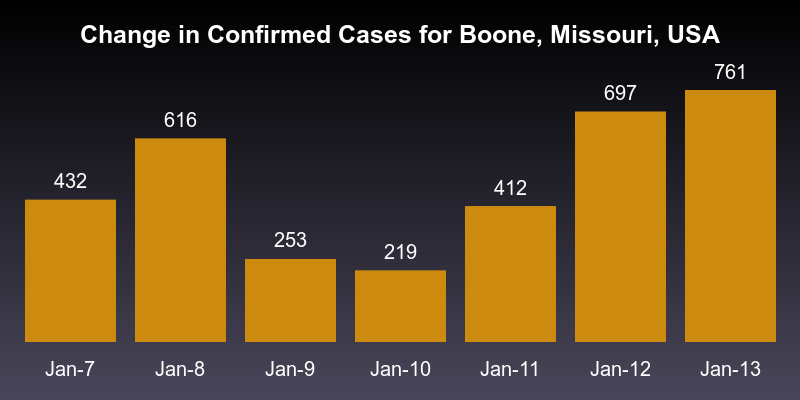 Change in Confirmed Cases for Boone, Missouri, USA
432
616
253
219
412
697
761
Jan-7
Jan-8
Jan-9
Jan-10
Jan-11
Jan-12
Jan-13